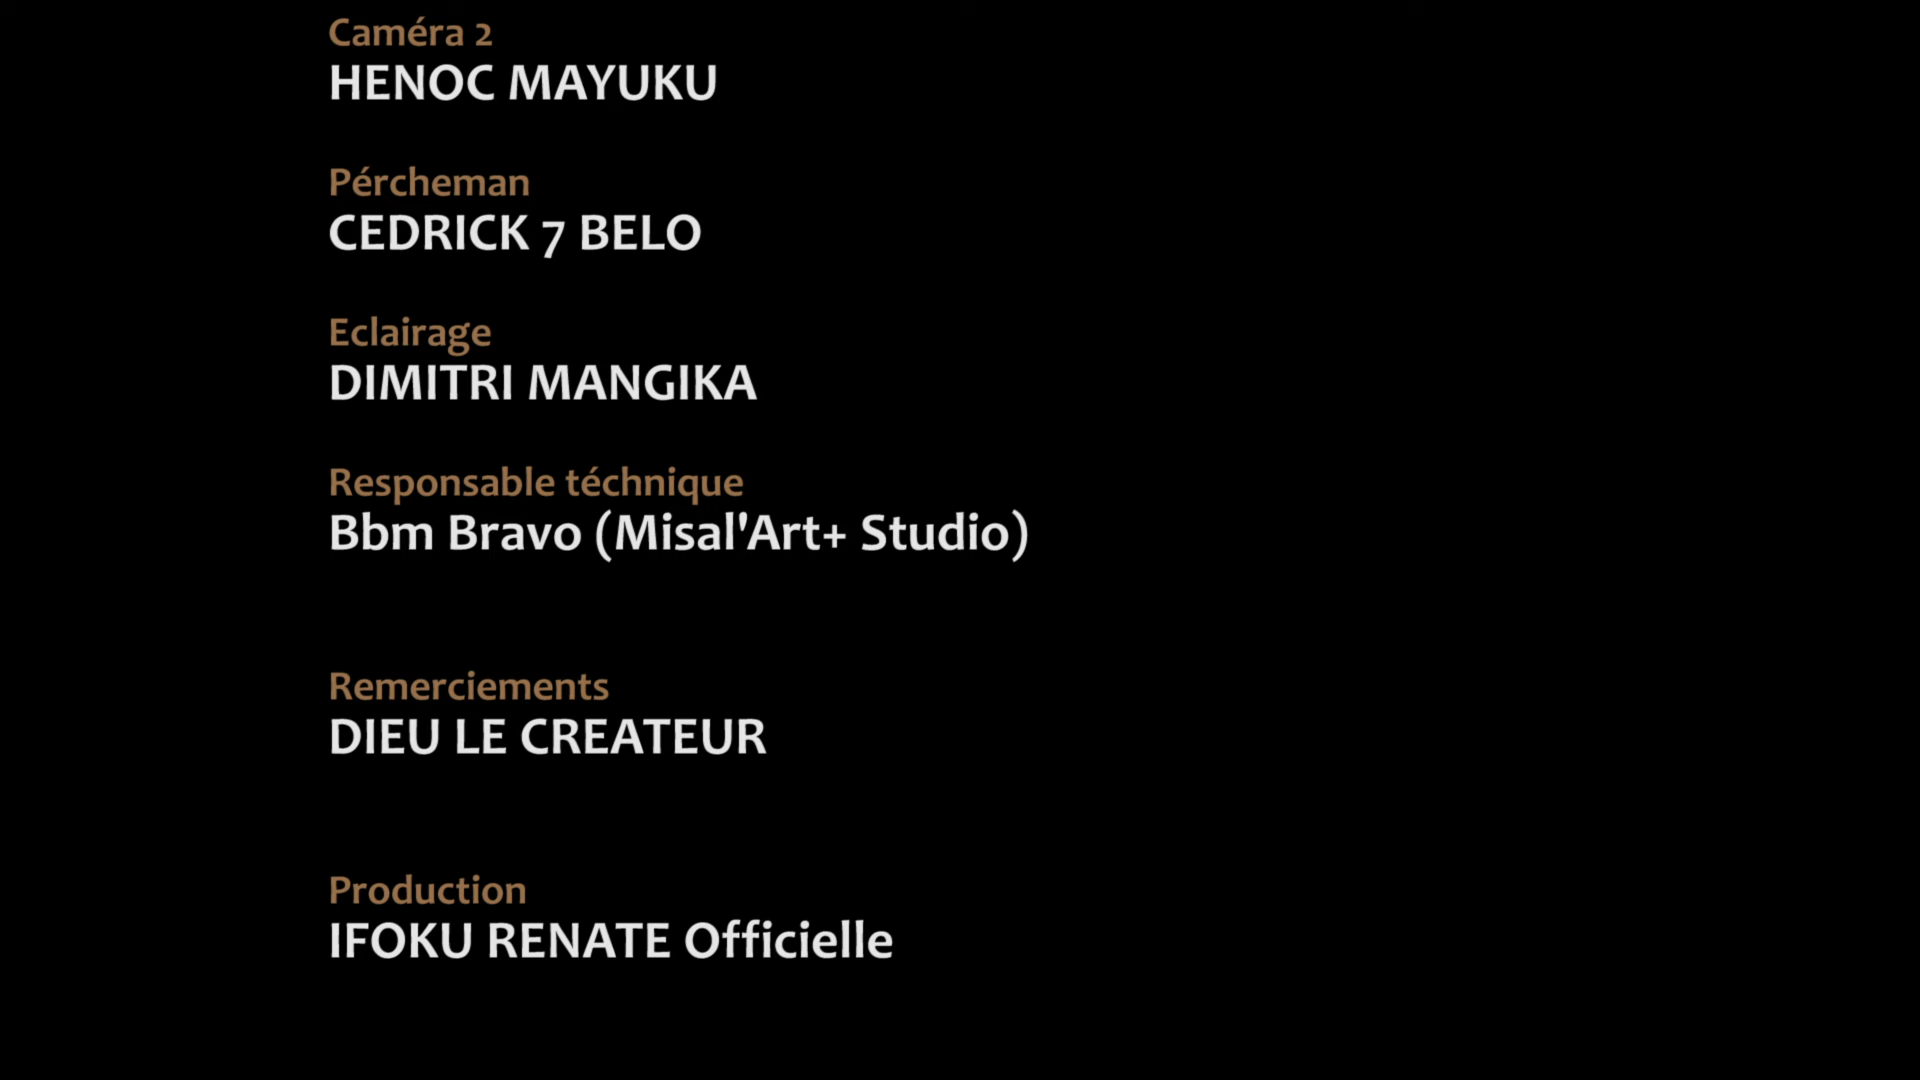 Caméra 2
HENOC MAYUKU
Pércheman
CEDRICK 7 BELO
Eclairage
DIMITRI MANGIKA
Responsable téchnique
Bbm Bravo (Misal'Art+ Studio)
Remerciements
DIEU LE CREATEUR
Production
IFOKU RENATE Officielle